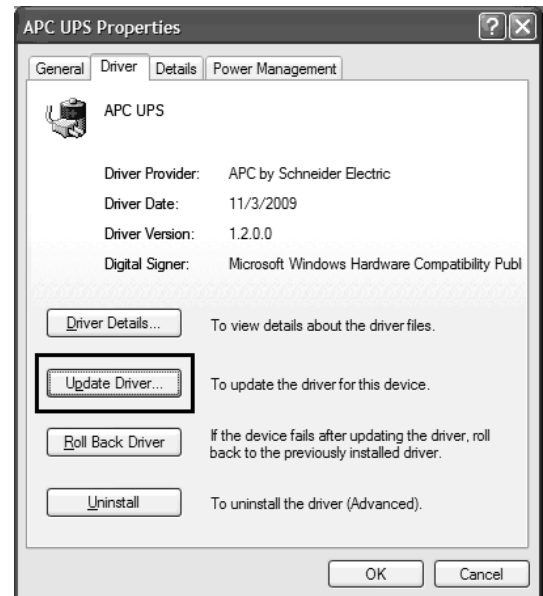 APC UPS Properties
General Driver Details Power Management
APC UPS
Driver Provider: APC by Schneider Electric
Driver Date: 11/3/2009
Driver Version: 1.2.0.0
Digital Signer: Microsoft Windows Hardware Compatibility Publ
Driver Details... To view details about the driver files.
Update Driver... To update the driver for this device.
Roll Back Driver If the device fails after updating the driver, roll
back to the previously installed driver.
Uninstall To uninstall the driver (Advanced).
OK Cancel